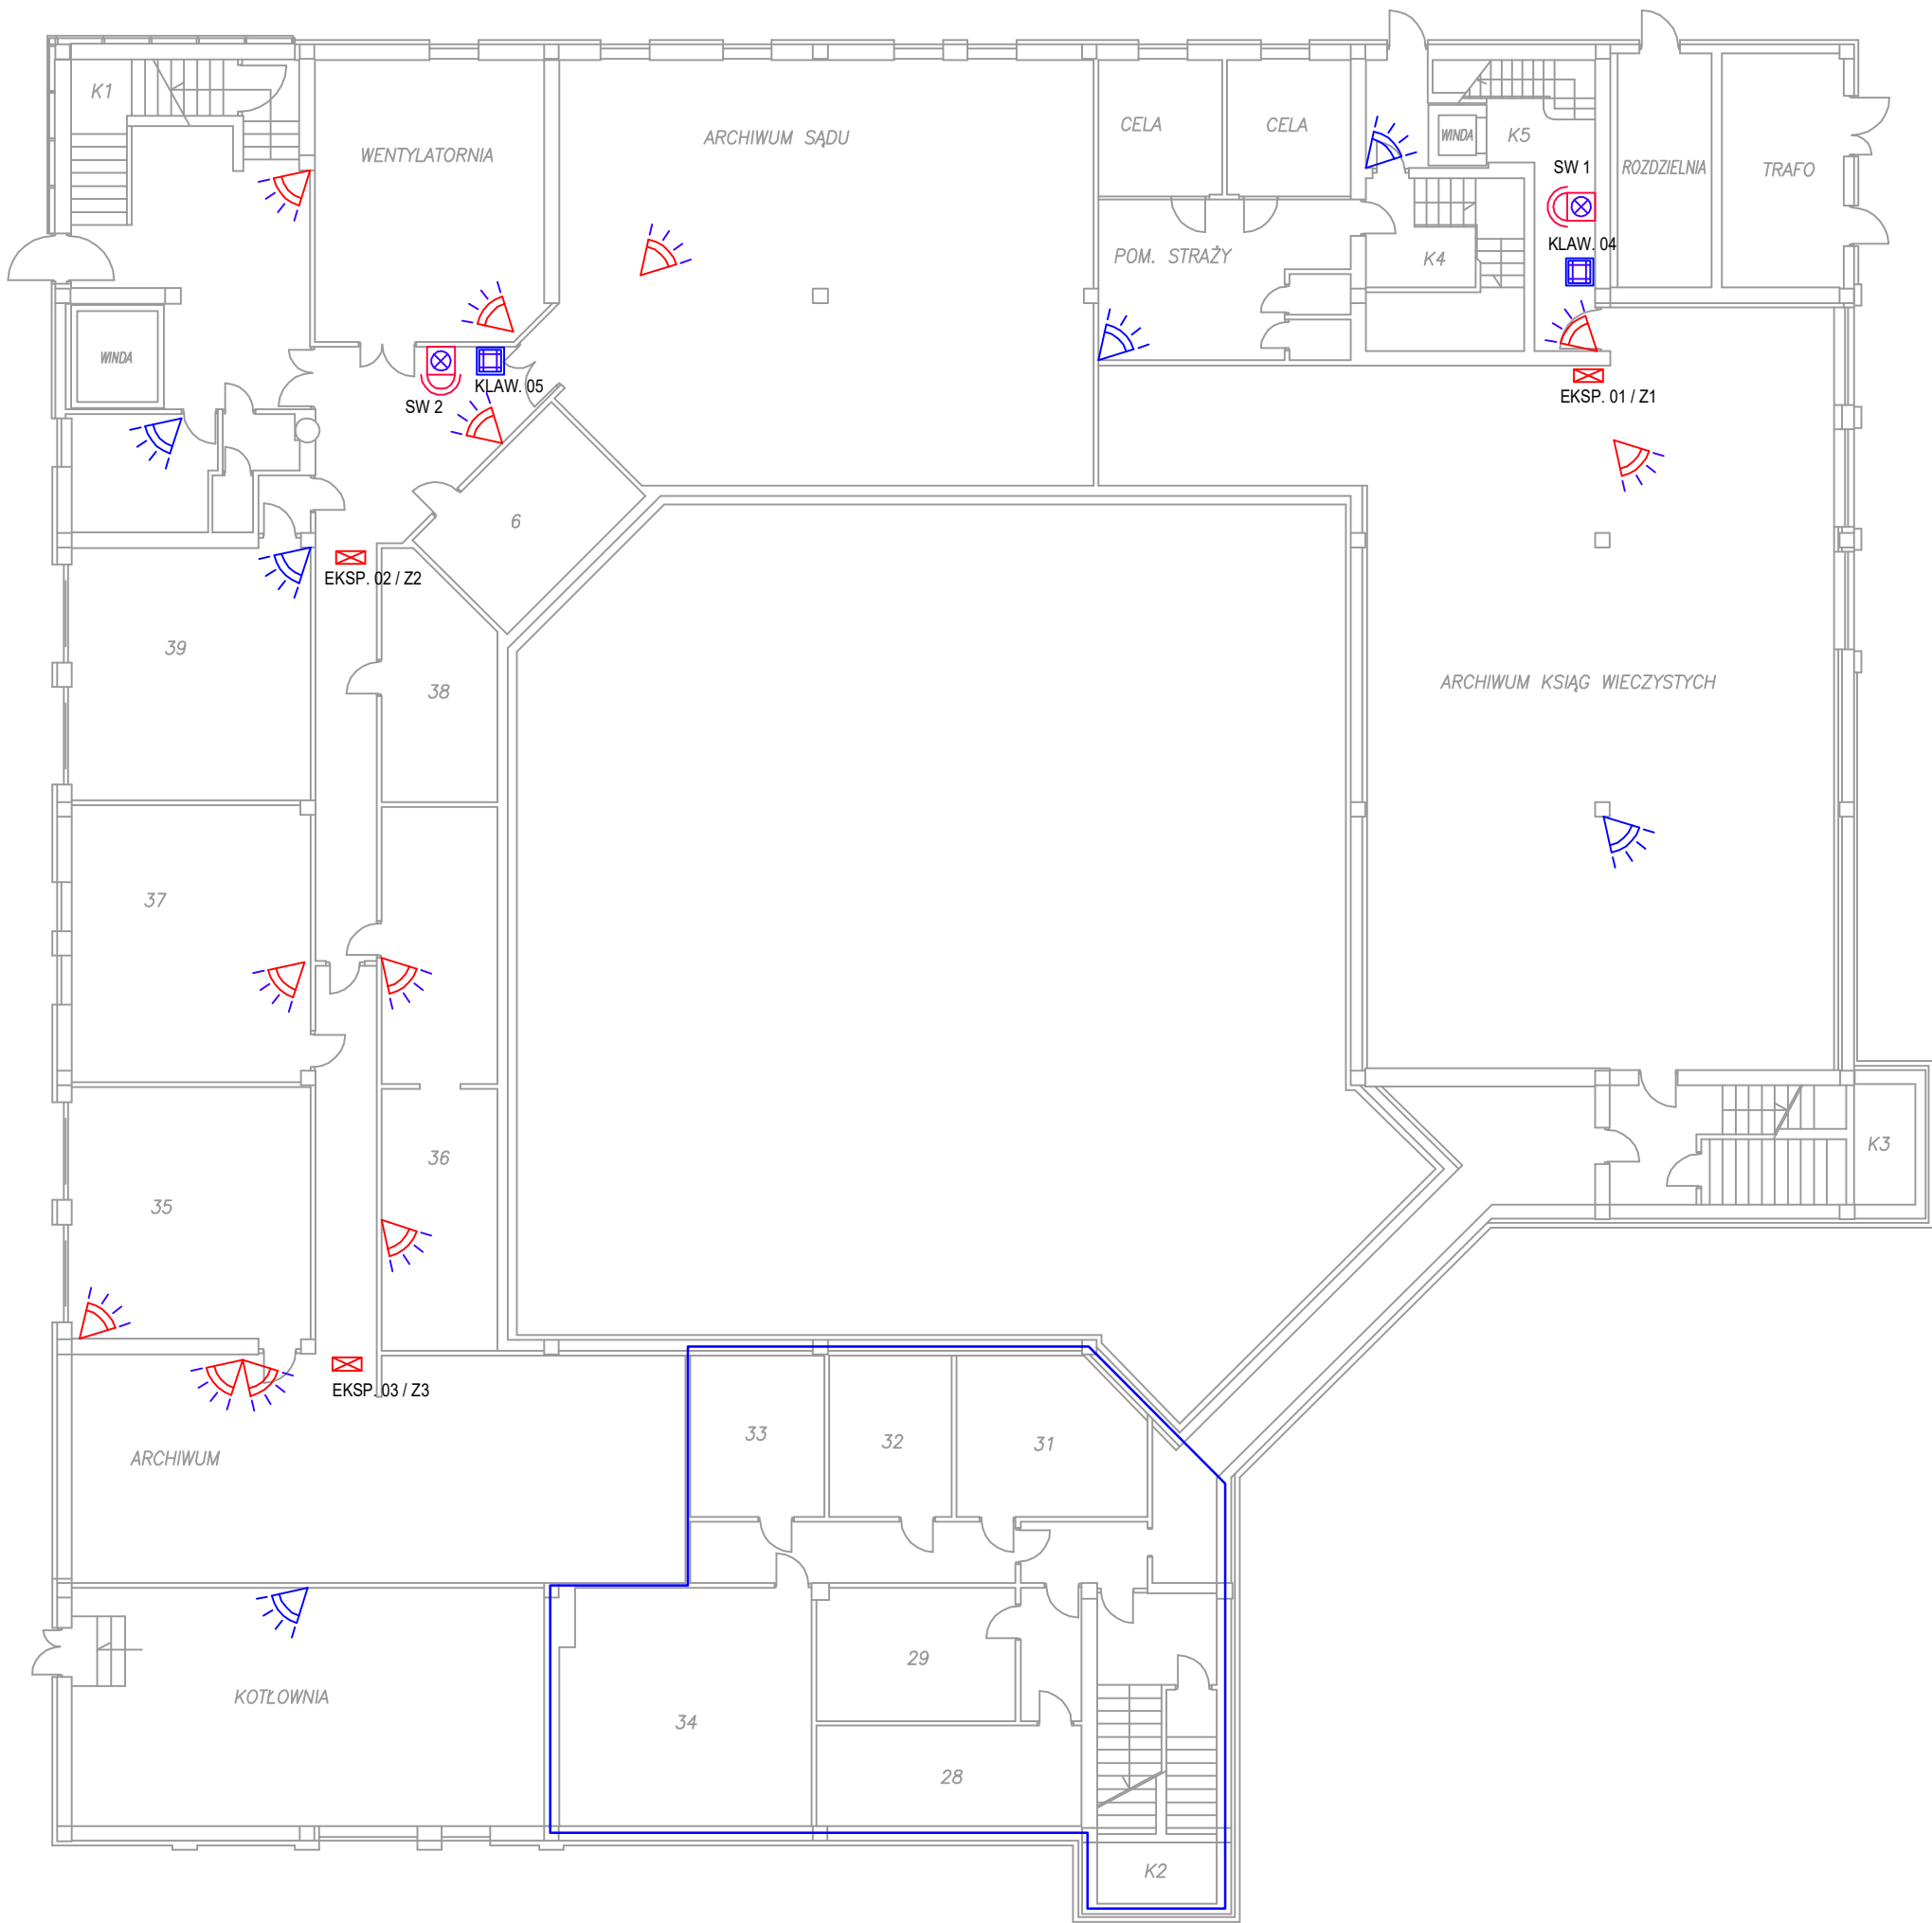 K1
WENTYLATORNIA
ARCHIWUM SĄDU
CELA
CELA
WINDA
K5
SW 1
ROZDZIELNIA
TRAFO
POM. STRAŻY
K4
KLAW. 04
WINDA
KLAW. 05
SW 2
EKSP. 01 / Z1
6
EKSP. 02 / Z2
39
38
ARCHIWUM KSIĄG WIECZYSTYCH
37
36
K3
35
EKSP. 03 / Z3
33
32
31
ARCHIWUM
29
KOTŁOWNIA
34
28
K2